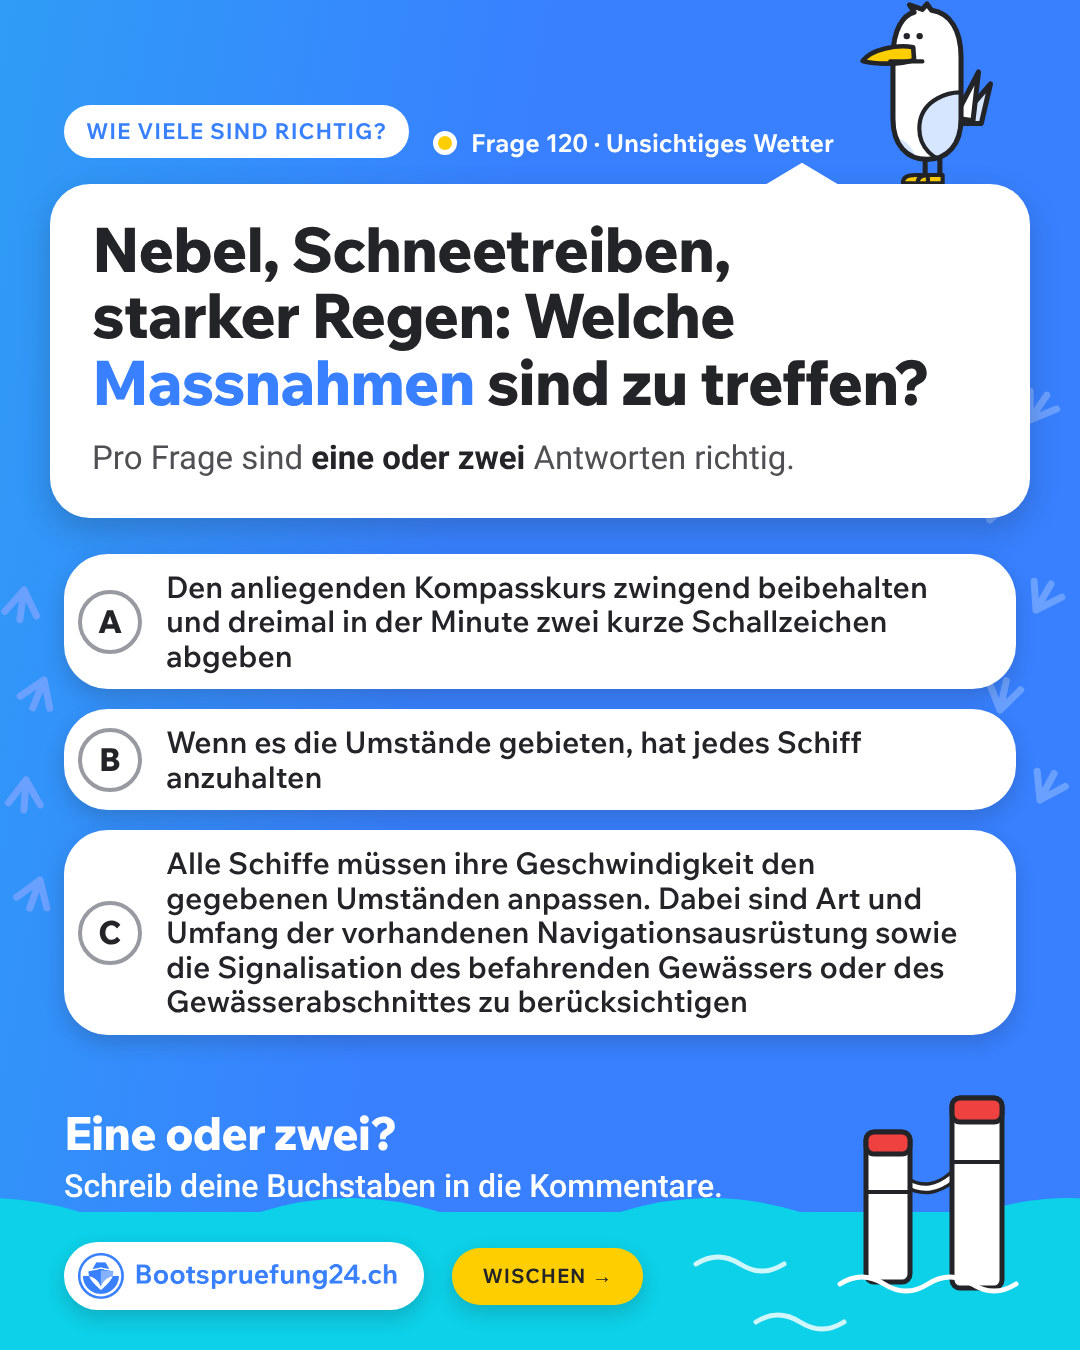 WIE VIELE SIND RICHTIG?
Frage 120 · Unsichtiges Wetter
Nebel, Schneetreiben,
starker Regen: Welche
Massnahmen sind zu treffen?
Pro Frage sind eine oder zwei Antworten richtig.
A
Den anliegenden Kompasskurs zwingend beibehalten
und dreimal in der Minute zwei kurze Schallzeichen
abgeben
B
Wenn es die Umstände gebieten, hat jedes Schiff
anzuhalten
C
Alle Schiffe müssen ihre Geschwindigkeit den
gegebenen Umständen anpassen. Dabei sind Art und
Umfang der vorhandenen Navigationsausrüstung sowie
die Signalisation des befahrenden Gewässers oder des
Gewässerabschnittes zu berücksichtigen
Eine oder zwei?
Schreib deine Buchstaben in die Kommentare.
Bootspruefung24.ch
WISCHEN →